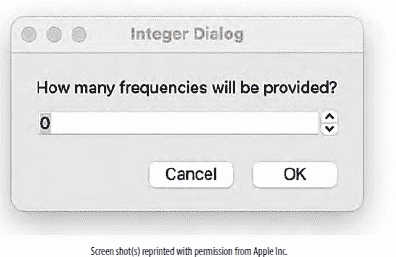 Integer Dialog
How many frequencies will be provided?
0
Cancel OK
Screen shot(s) reprinted with permission from Apple Inc.